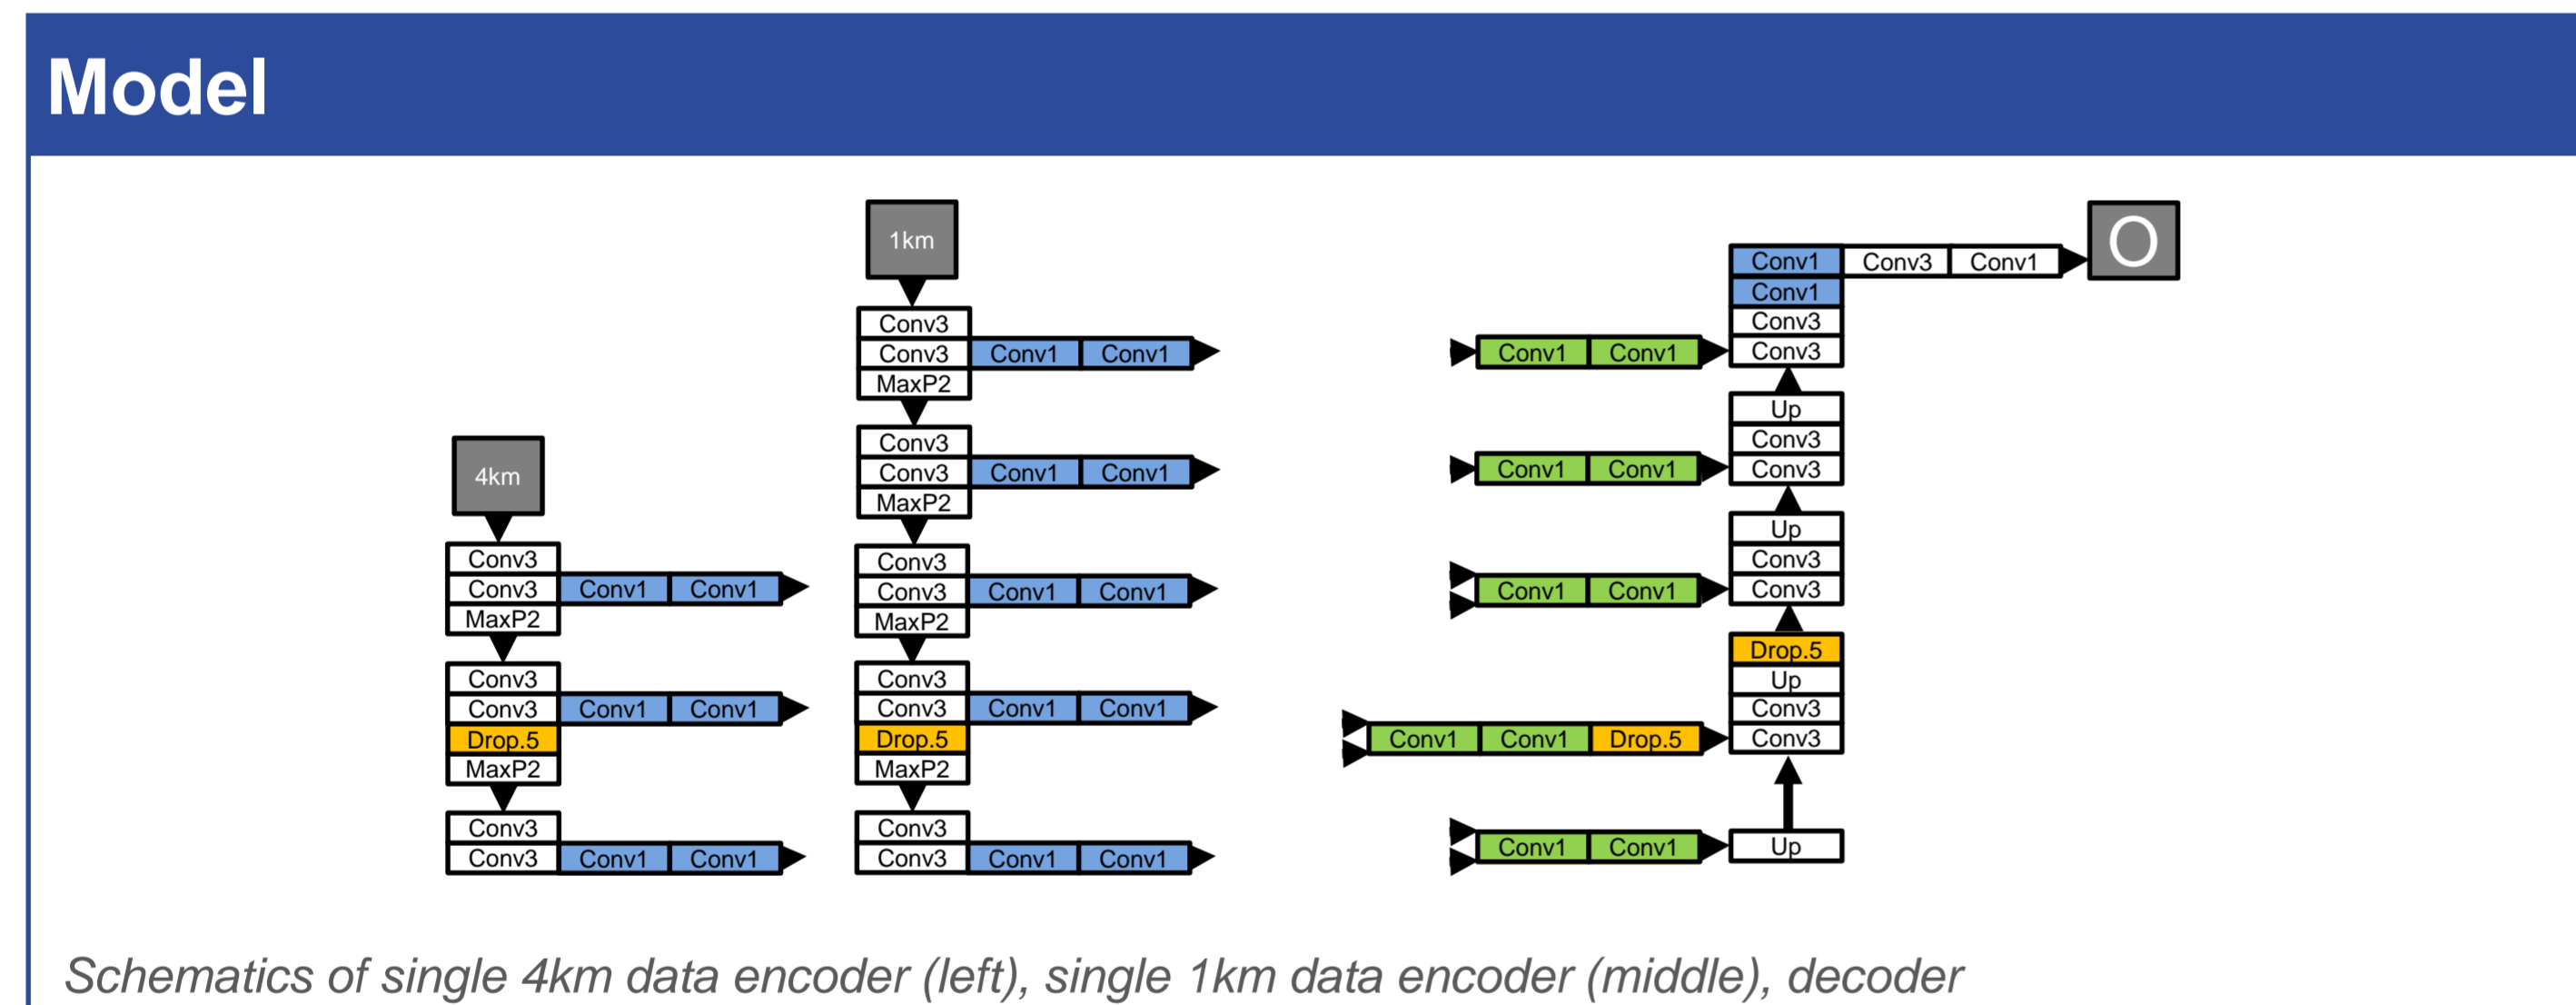 Model
4km
Conv3
Conv3 Conv1 Conv1
MaxP2
Conv3
Conv3 Conv1 Conv1
Drop.5
MaxP2
Conv3
Conv3 Conv1 Conv1
1km
Conv3
Conv3 Conv1 Conv1
MaxP2
Conv3
Conv3 Conv1 Conv1
MaxP2
Conv3
Conv3 Conv1 Conv1
MaxP2
Conv3
Conv3 Conv1 Conv1
Drop.5
MaxP2
Conv3
Conv3 Conv1 Conv1
Conv1 Conv3 Conv1 O
Conv1
Conv3
Conv1 Conv1 Conv3
Up
Conv3
Conv1 Conv1 Conv3
Up
Conv3
Conv1 Conv1 Conv3
Drop.5
Up
Conv3
Conv1 Conv1 Drop.5 Conv3
Conv1 Conv1 Up
Schematics of single 4km data encoder (left), single 1km data encoder (middle), decoder